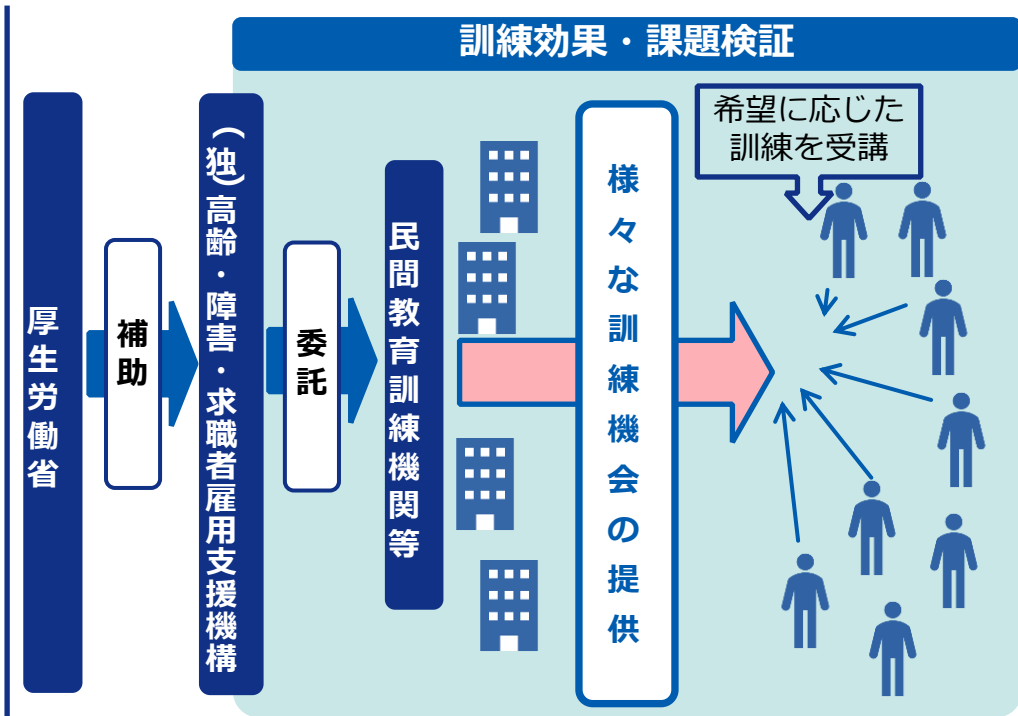 訓練効果・課題検証
厚生労働省
補助
（独）高齢・障害・求職者雇用支援機構
委託
民間教育訓練機関等
様々な訓練機会の提供
希望に応じた
訓練を受講